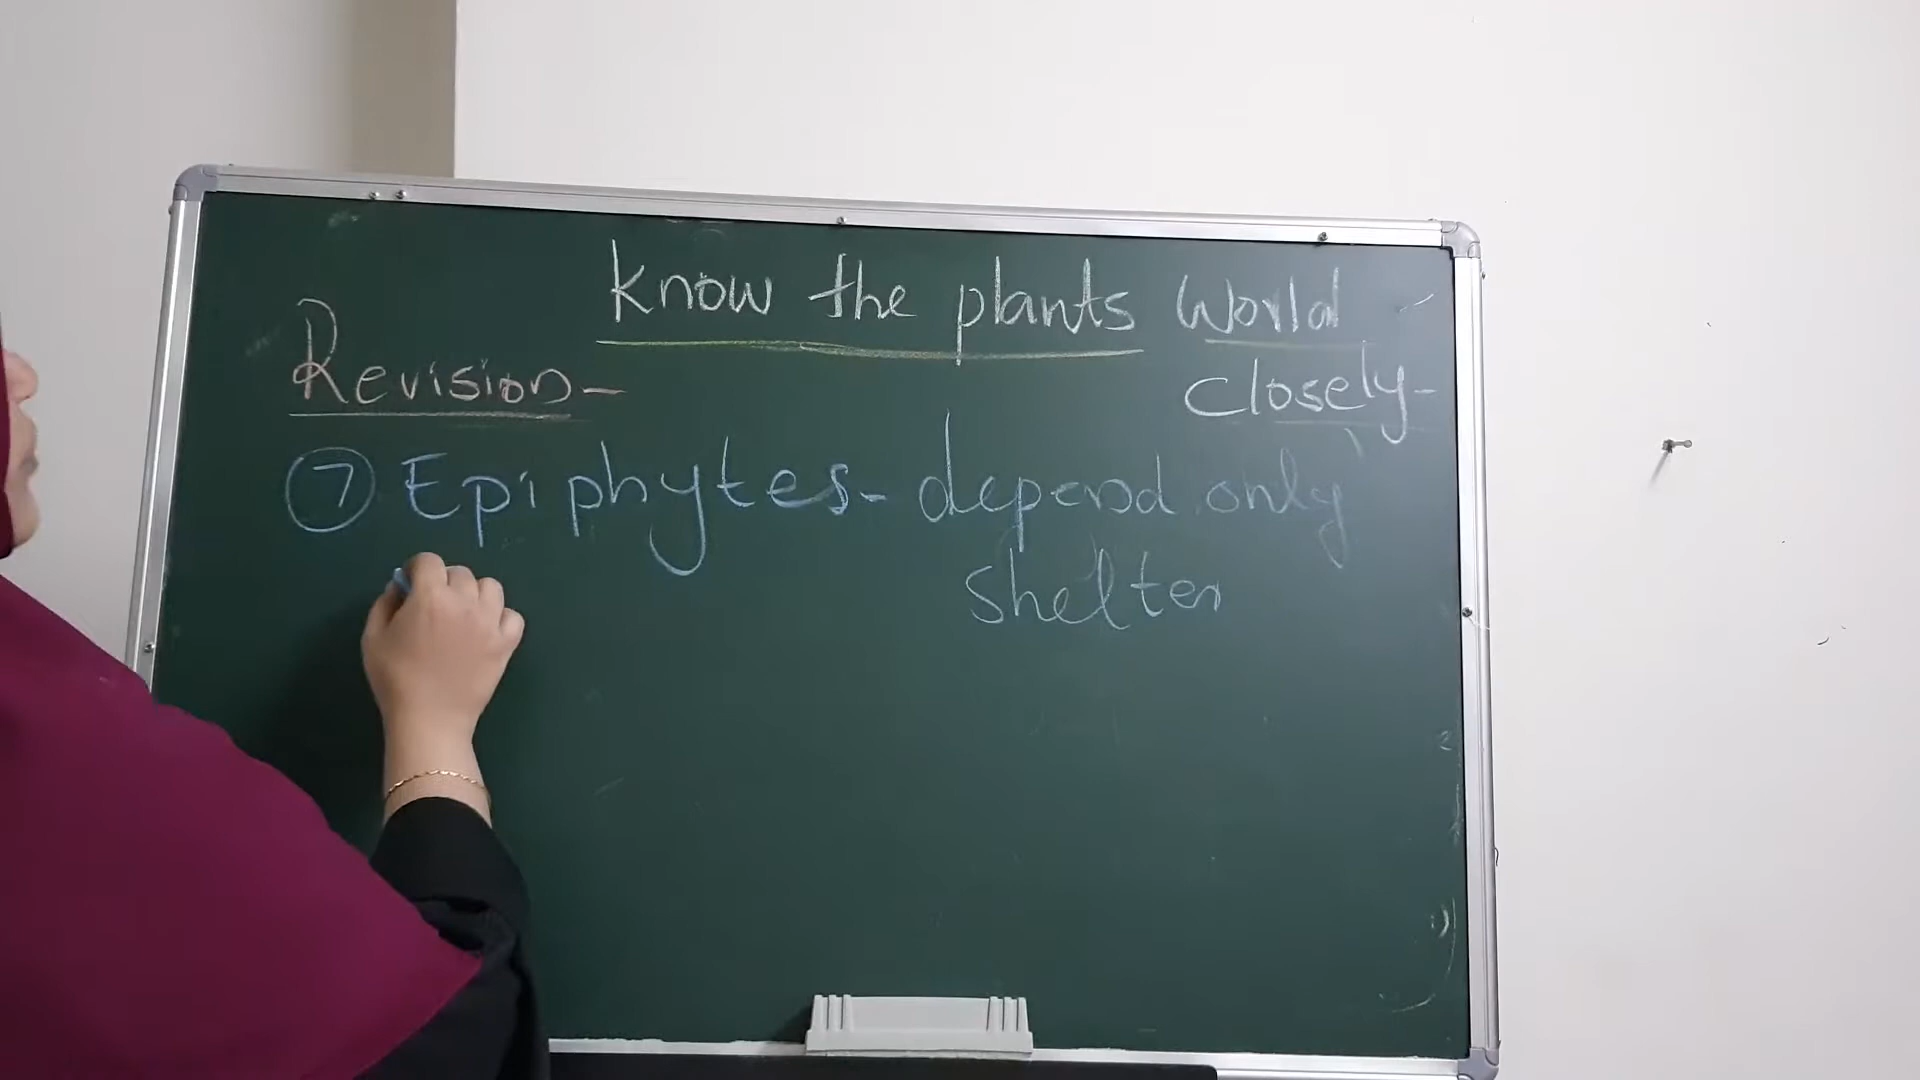 Know the plants World
closely-
Revision-
⑦ Epiphytes- depend only
shelter